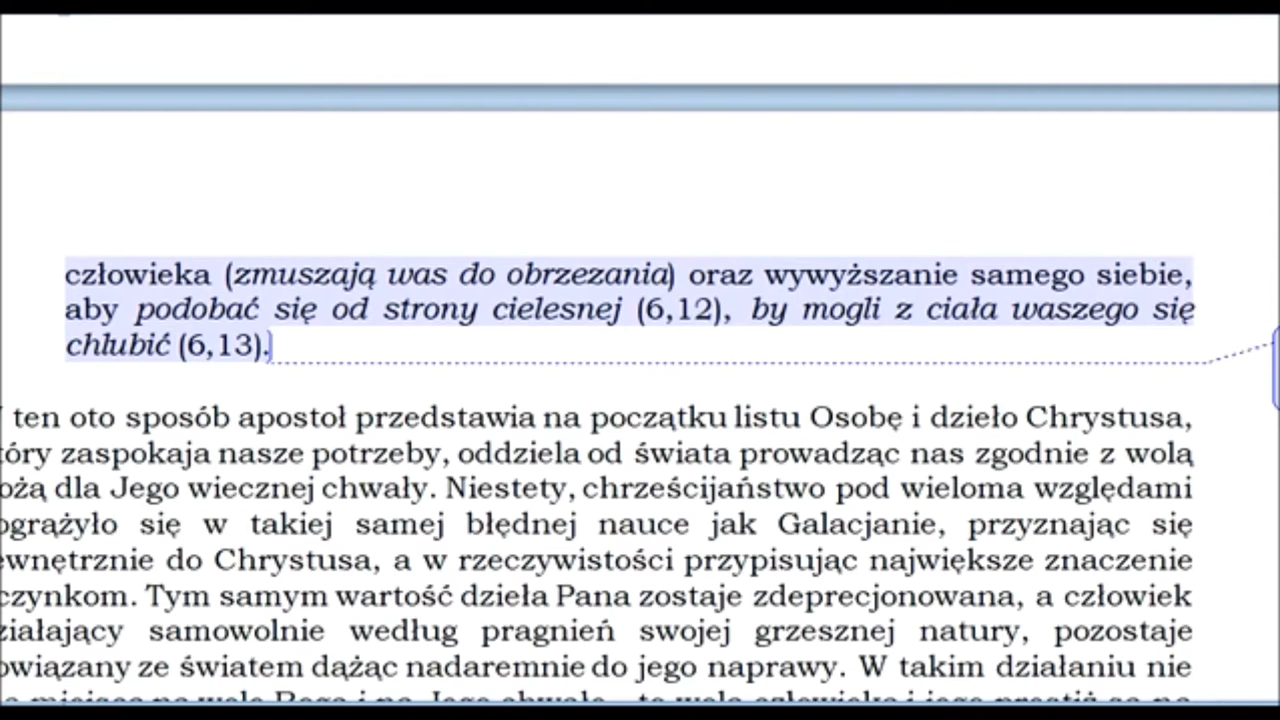 człowieka (zmuszają was do obrzezania) oraz wywyższanie samego siebie,
aby podobać się od strony cielesnej (6,12), by mogli z ciała waszego się
chlubić (6,13).
ten oto sposób apostoł przedstawia na początku listu Osobę i dzieło Chrystusa,
tóry zaspokaja nasze potrzeby, oddziela od świata prowadząc nas zgodnie z wolą
ożą dla Jego wiecznej chwały. Niestety, chrześcijaństwo pod wieloma względami
ogrążyło się w takiej samej błędnej nauce jak Galacjanie, przyznając się
ewnętrznie do Chrystusa, a w rzeczywistości przypisując największe znaczenie
czynkom. Tym samym wartość dzieła Pana zostaje zdeprecjonowana, a człowiek
ziałający samowolnie według pragnień swojej grzesznej natury, pozostaje
owiązany ze światem dążąc nadaremnie do jego naprawy. W takim działaniu nie